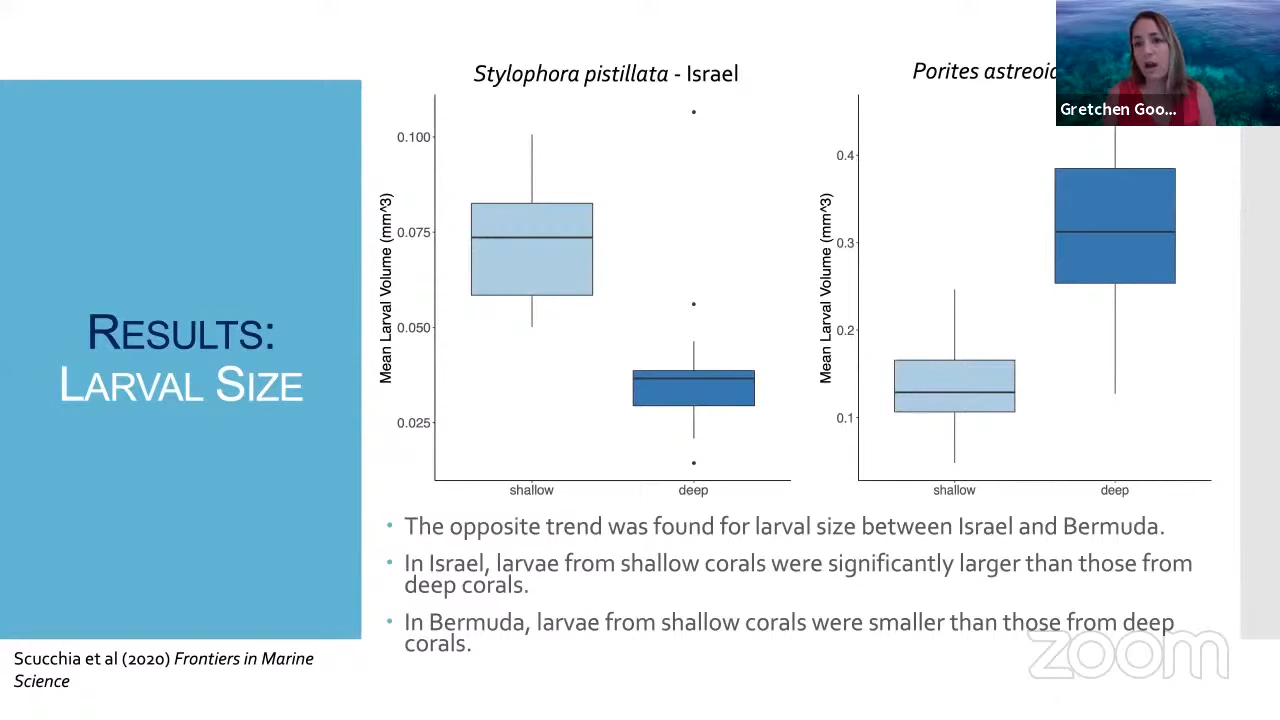 Stylophora pistillata - Israel
Porites
Gretchen Goo...
Mean Larval Volume (mm^3)
0.100
0.075
0.050
0.025
shallow
deep
Mean Larval Volume (mm^3)
0.4
0.3
0.2
0.1
shallow
deep
RESULTS:
LARVAL SIZE
• The opposite trend was found for larval size between Israel and Bermuda.
• In Israel, larvae from shallow corals were significantly larger than those from
deep corals.
• In Bermuda, larvae from shallow corals were smaller than those from deep
corals.
Scucchia et al (2020) Frontiers in Marine
Science
zoom